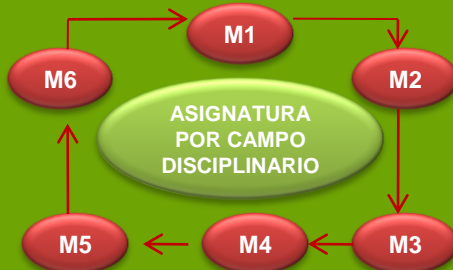 M1
M6
M2
ASIGNATURA
POR CAMPO
DISCIPLINARIO
M5
M4
M3